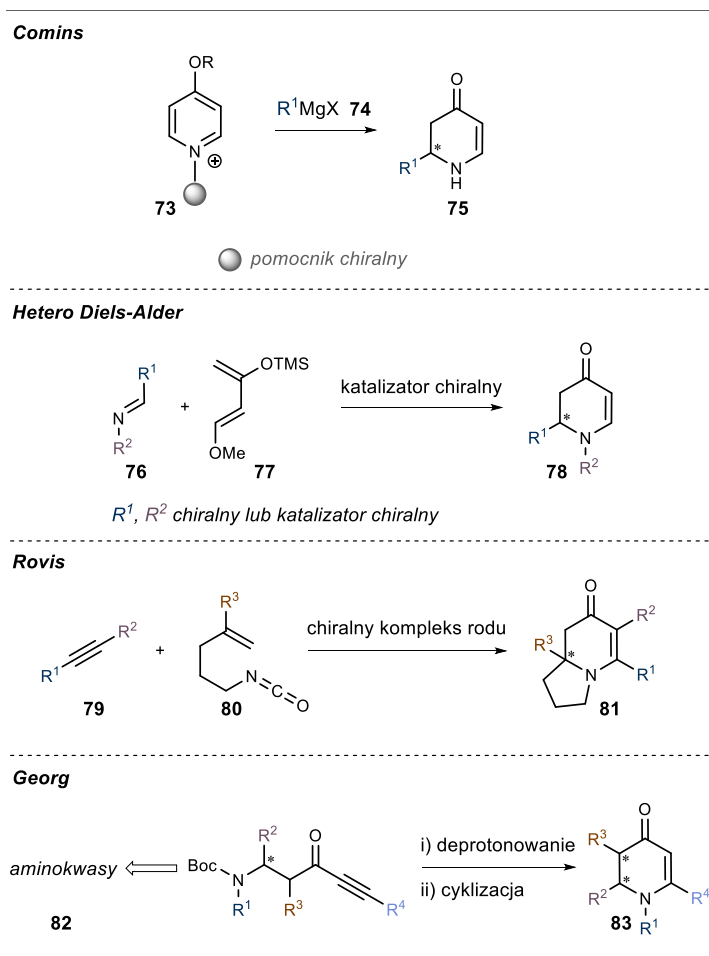 Comins
OR
N
⊕
73
R¹MgX 74
O
*
R¹
N
H
75
pomocnik chiralny
Hetero Diels-Alder
R¹
N
R²
76
+
OTMS
OMe
77
katalizator chiralny
O
*
R¹
N
R²
78
R¹, R² chiralny lub katalizator chiralny
Rovis
R²
R¹
79
+
R³
N
C
O
80
chiralny kompleks rodu
O
R²
R³
*
N
R¹
81
Georg
aminokwasy
82
R²
O
*
Boc
N
R¹
R³
R⁴
i) deprotonowanie
ii) cyklizacja
O
R³
*
*
R²
N
R⁴
83
R¹